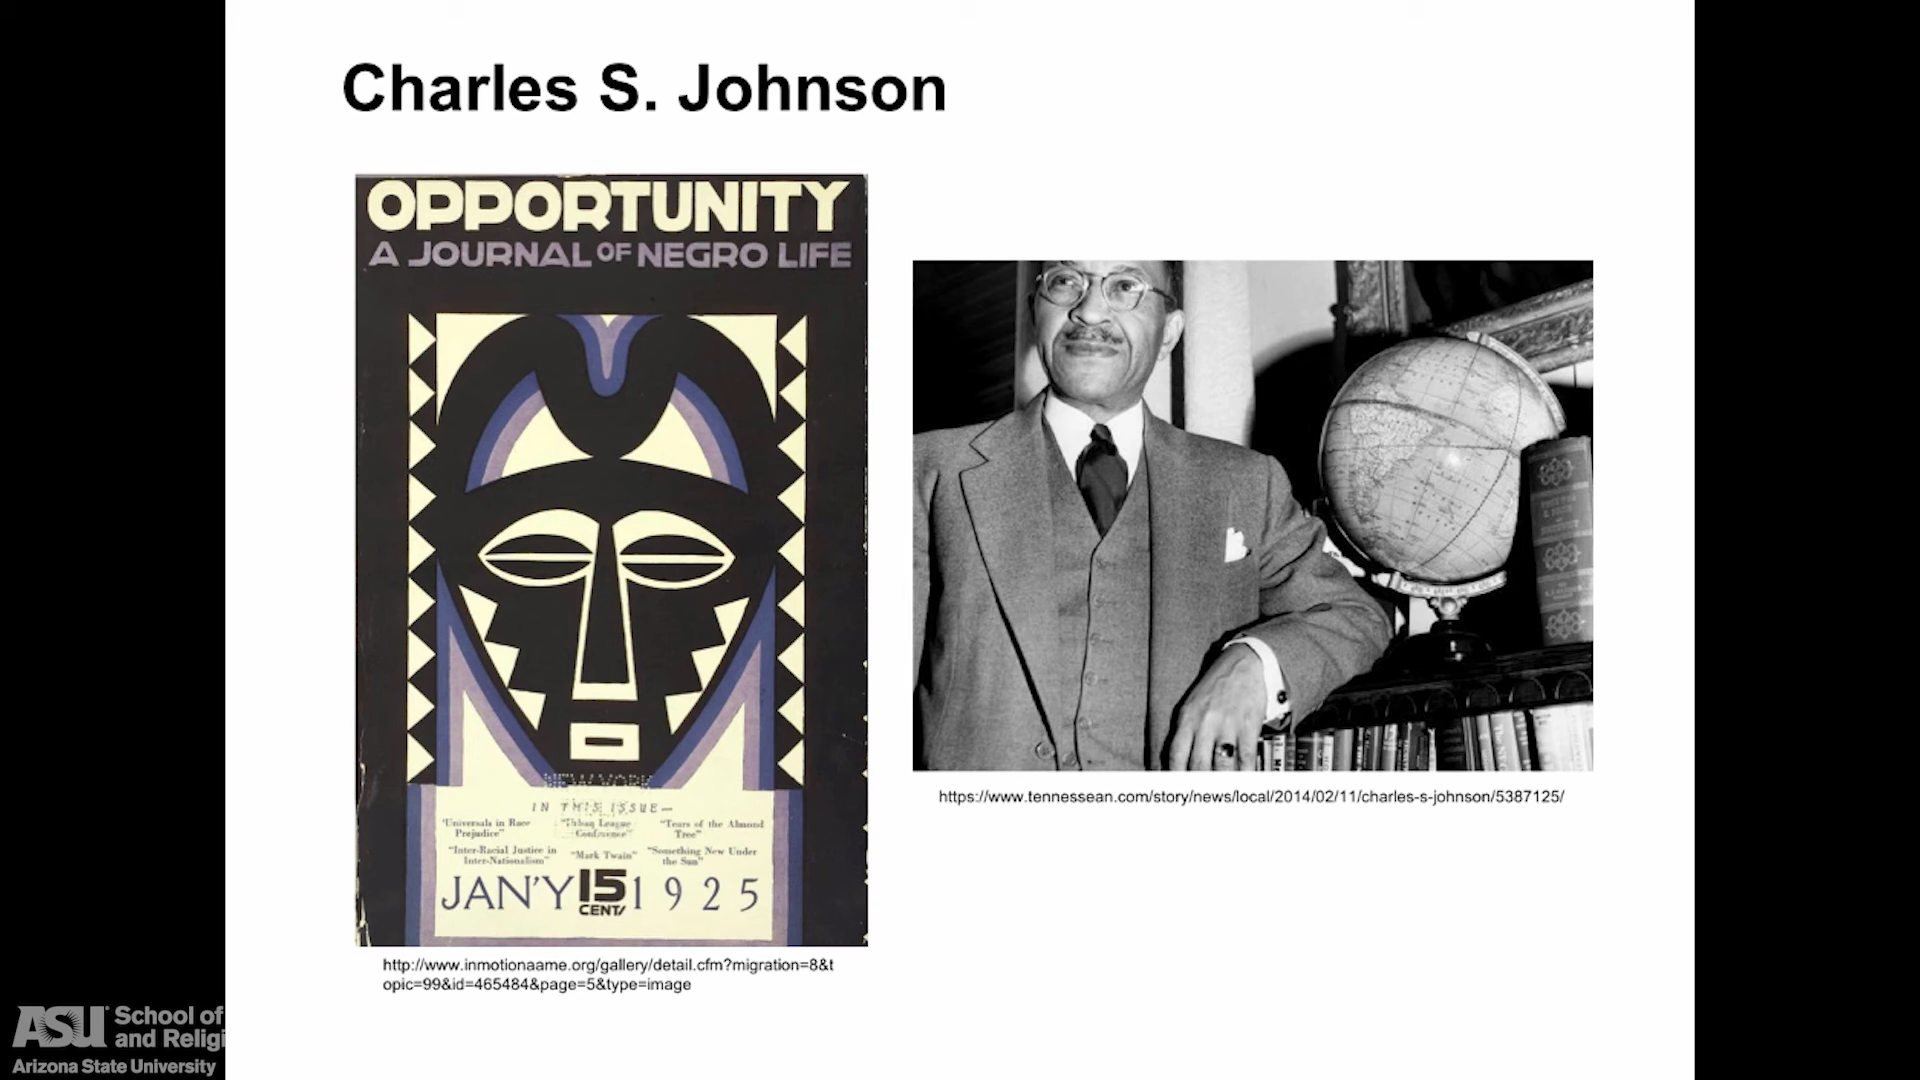 Charles S. Johnson
OPPORTUNITY
A JOURNAL OF NEGRO LIFE
NEW YORK
IN THIS ISSUE—
"Universals in Race
Prejudice"
"Urban League
Conference"
"Tears of the Almond
Tree"
"Inter-Racial Justice in
Inter-Nationalism"
"Mark Twain"
"Something New Under
the Sun"
JAN'Y 15 CENTS 1925
http://www.inmotionaame.org/gallery/detail.cfm?migration=8&t
opic=99&id=465484&page=5&type=image
https://www.tennessean.com/story/news/local/2014/02/11/charles-s-johnson/5387125/
ASU School of
and Religi
Arizona State University